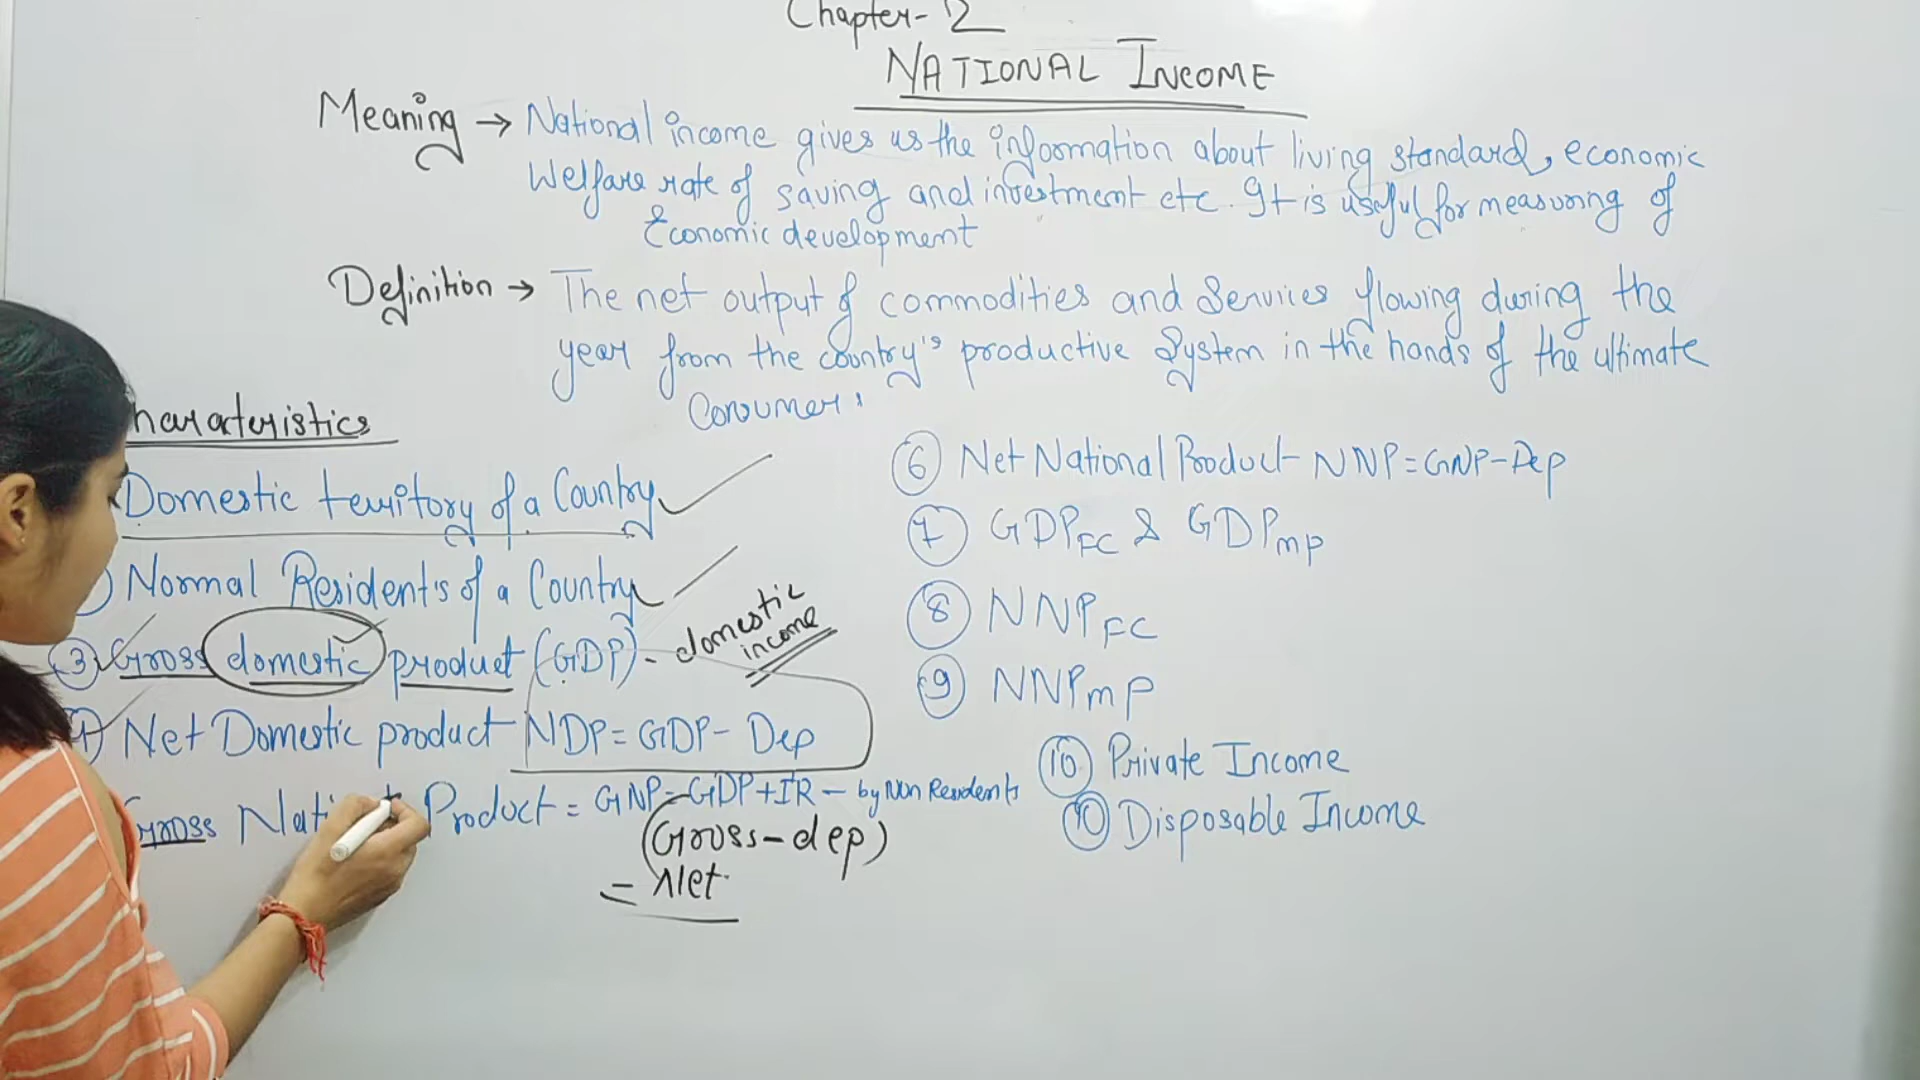 Chapter-2
NATIONAL INCOME
Meaning → National income gives us the information about living standard, economic
Welfare rate of saving and investment etc. It is useful for measuring of
Economic development
Definition → The net output of commodities and Services flowing during the
year from the country's productive System in the hands of the ultimate
Consumer.
haracteristics
Domestic territory of a Country
Normal Resident's of a Country
③ Gross domestic product (GDP) - domestic
income
Net Domestic product NDP = GDP - Dep
Gross Nati Product = GNP = GDP + IR - by Non Residents
(Gross-dep)
= Net
⑥ Net National Product - NNP = GNP - Dep
⑦ GDPFC & GDPmp
⑧ NNPFC
⑨ NNPmp
⑩ Private Income
⑩ Disposable Income